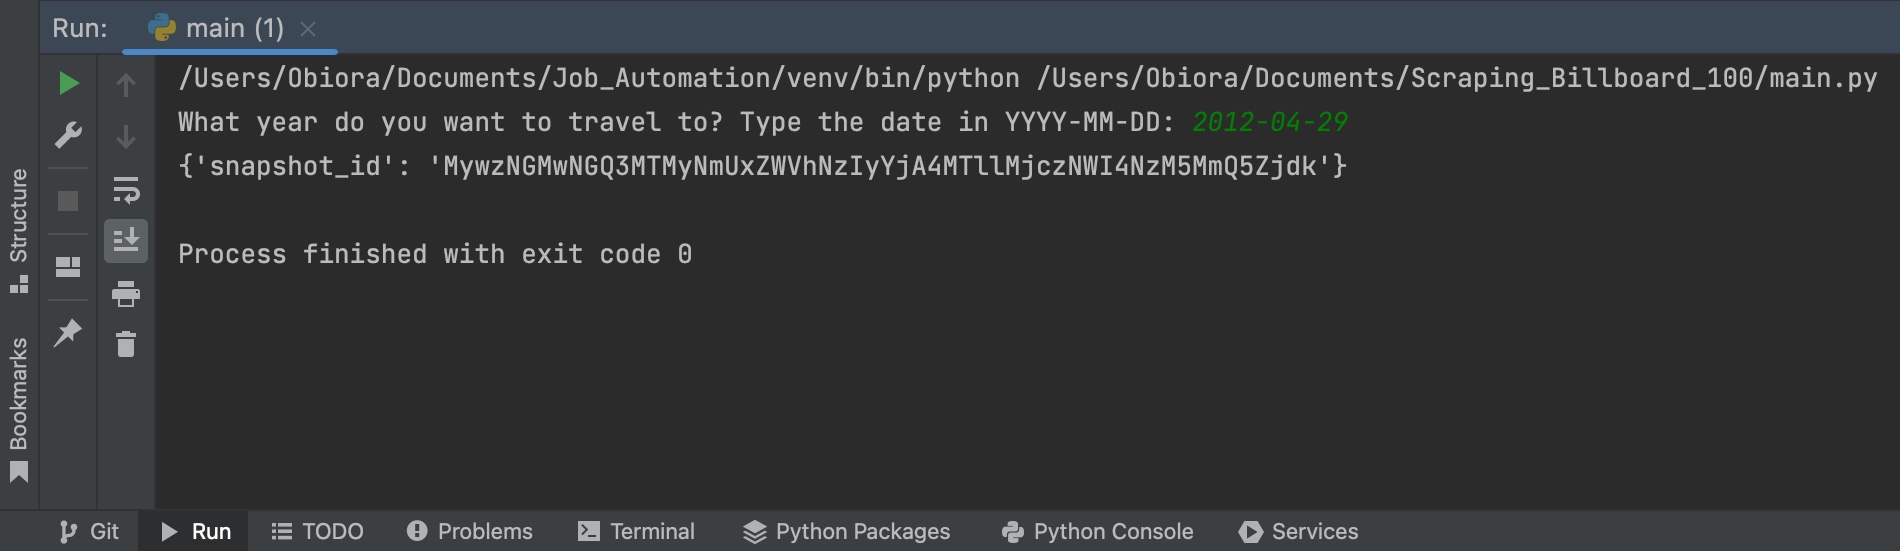 Run: main (1)
/Users/Obiora/Documents/Job_Automation/venv/bin/python /Users/Obiora/Documents/Scraping_Billboard_100/main.py
What year do you want to travel to? Type the date in YYYY-MM-DD: 2012-04-29
{'snapshot_id': 'MywzNGMwNGQ3MTMyNmUxZWVhNzIyYjA4MTllMjczNWI4NzM5MmQ5Zjdk'}
Process finished with exit code 0
Structure
Bookmarks
Git Run TODO Problems Terminal Python Packages Python Console Services